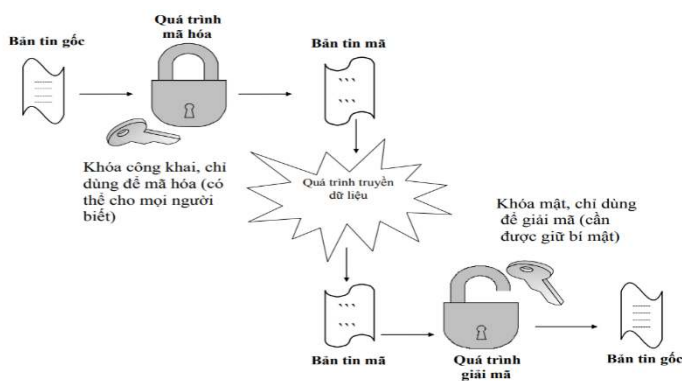 Quá trình
mã hóa
Bản tin gốc
Bản tin mã
Khóa công khai, chỉ
dùng để mã hóa (có
thể cho mọi người
biết)
Quá trình truyền
dữ liệu
Khóa mật, chỉ dùng
để giải mã (cần
được giữ bí mật)
Bản tin mã
Quá trình
giải mã
Bản tin gốc